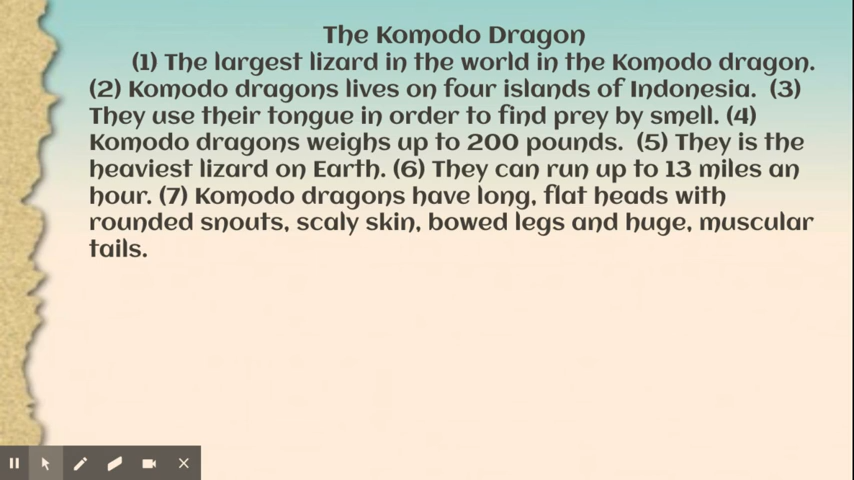 The Komodo Dragon
(1) The largest lizard in the world in the Komodo dragon.
(2) Komodo dragons lives on four islands of Indonesia. (3)
They use their tongue in order to find prey by smell. (4)
Komodo dragons weighs up to 200 pounds. (5) They is the
heaviest lizard on Earth. (6) They can run up to 13 miles an
hour. (7) Komodo dragons have long, flat heads with
rounded snouts, scaly skin, bowed legs and huge, muscular
tails.